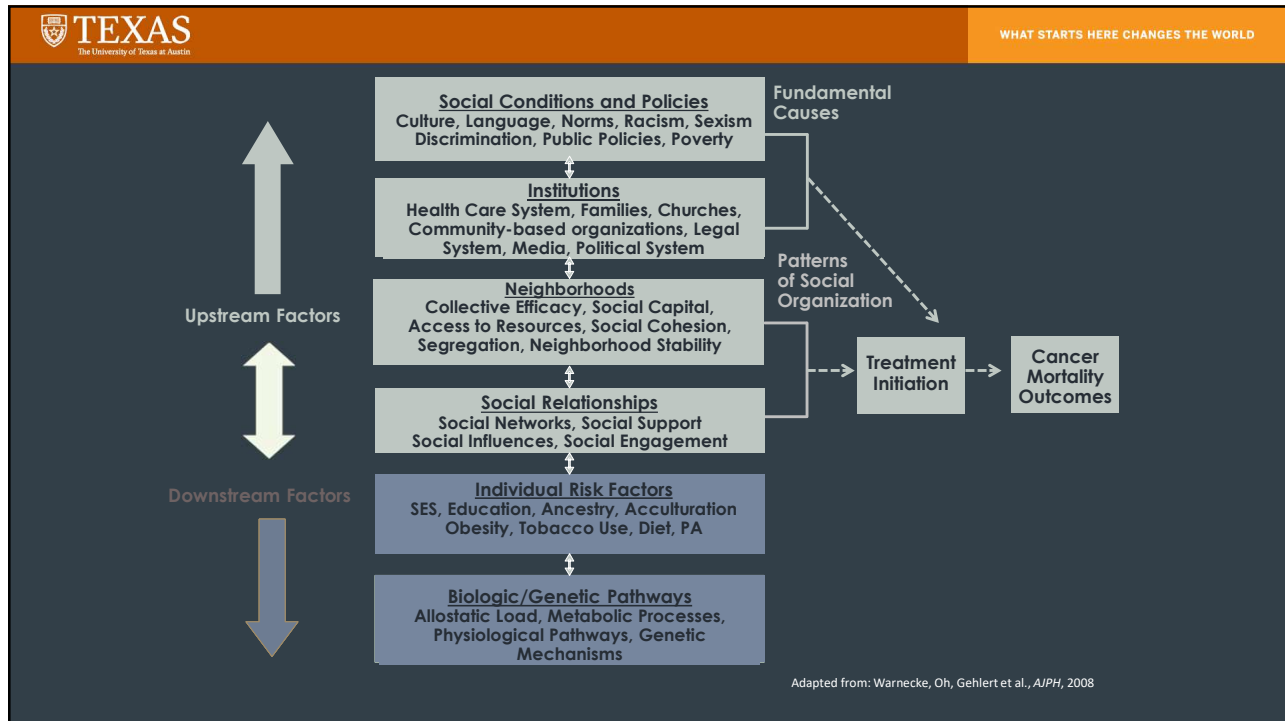 TEXAS
The University of Texas at Austin
WHAT STARTS HERE CHANGES THE WORLD
Social Conditions and Policies
Culture, Language, Norms, Racism, Sexism
Discrimination, Public Policies, Poverty
Fundamental
Causes
Institutions
Health Care System, Families, Churches,
Community-based organizations, Legal
System, Media, Political System
Patterns
of Social
Organization
Neighborhoods
Collective Efficacy, Social Capital,
Access to Resources, Social Cohesion,
Segregation, Neighborhood Stability
Upstream Factors
Treatment
Initiation
Cancer
Mortality
Outcomes
Social Relationships
Social Networks, Social Support
Social Influences, Social Engagement
Downstream Factors
Individual Risk Factors
SES, Education, Ancestry, Acculturation
Obesity, Tobacco Use, Diet, PA
Biologic/Genetic Pathways
Allostatic Load, Metabolic Processes,
Physiological Pathways, Genetic
Mechanisms
Adapted from: Warnecke, Oh, Gehlert et al., AJPH, 2008